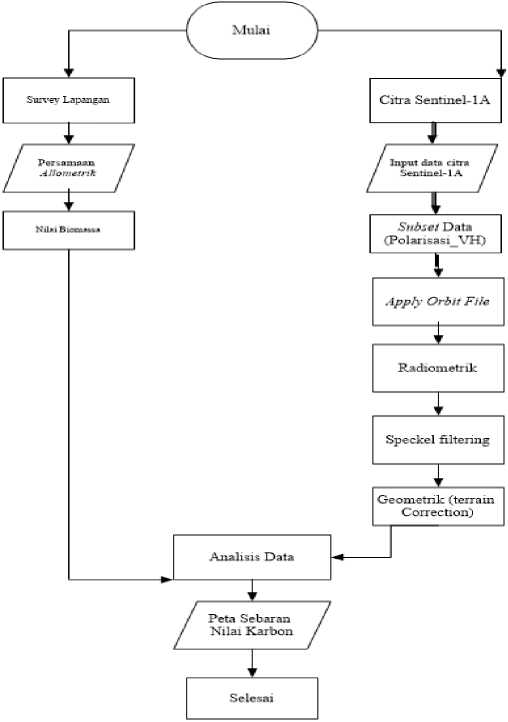 Mulai
Survey Lapangan
Persamaan
Allometrik
Nilai Biomassa
Citra Sentinel-1A
Input data citra
Sentinel-1A
Subset Data
(Polarisasi_VH)
Apply Orbit File
Radiometrik
Speckel filtering
Geometrik (terrain
Correction)
Analisis Data
Peta Sebaran
Nilai Karbon
Selesai